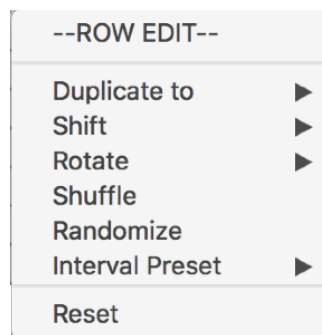 --ROW EDIT--
Duplicate to
Shift
Rotate
Shuffle
Randomize
Interval Preset
Reset